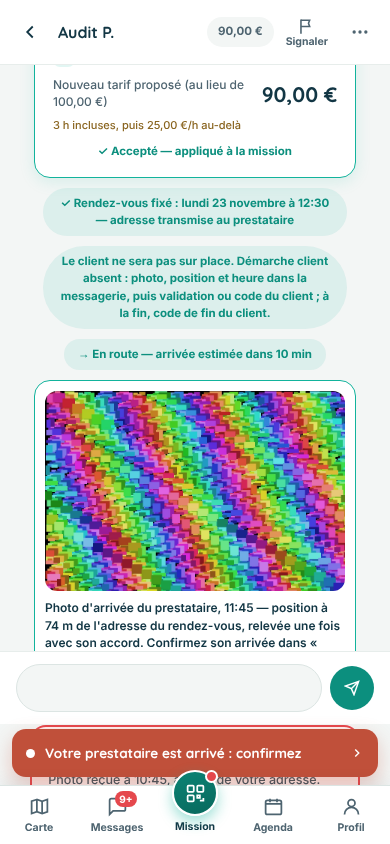 Audit P.
90,00 €
Signaler
Nouveau tarif proposé (au lieu de
100,00 €)
90,00 €
3 h incluses, puis 25,00 €/h au-delà
✓ Accepté — appliqué à la mission
✓ Rendez-vous fixé : lundi 23 novembre à 12:30
— adresse transmise au prestataire
Le client ne sera pas sur place. Démarche client
absent : photo, position et heure dans la
messagerie, puis validation ou code du client ; à
la fin, code de fin du client.
→ En route — arrivée estimée dans 10 min
Photo d'arrivée du prestataire, 11:45 — position à
74 m de l'adresse du rendez-vous, relevée une fois
avec son accord. Confirmez son arrivée dans «
Votre prestataire est arrivé : confirmez
Photo reçue à 10:45, de votre adresse.
9+
Carte
Messages
Mission
Agenda
Profil